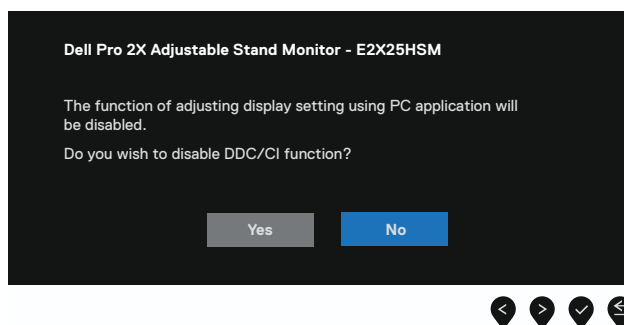 Dell Pro 2X Adjustable Stand Monitor - E2X25HSM
The function of adjusting display setting using PC application will
be disabled.
Do you wish to disable DDC/CI function?
Yes
No